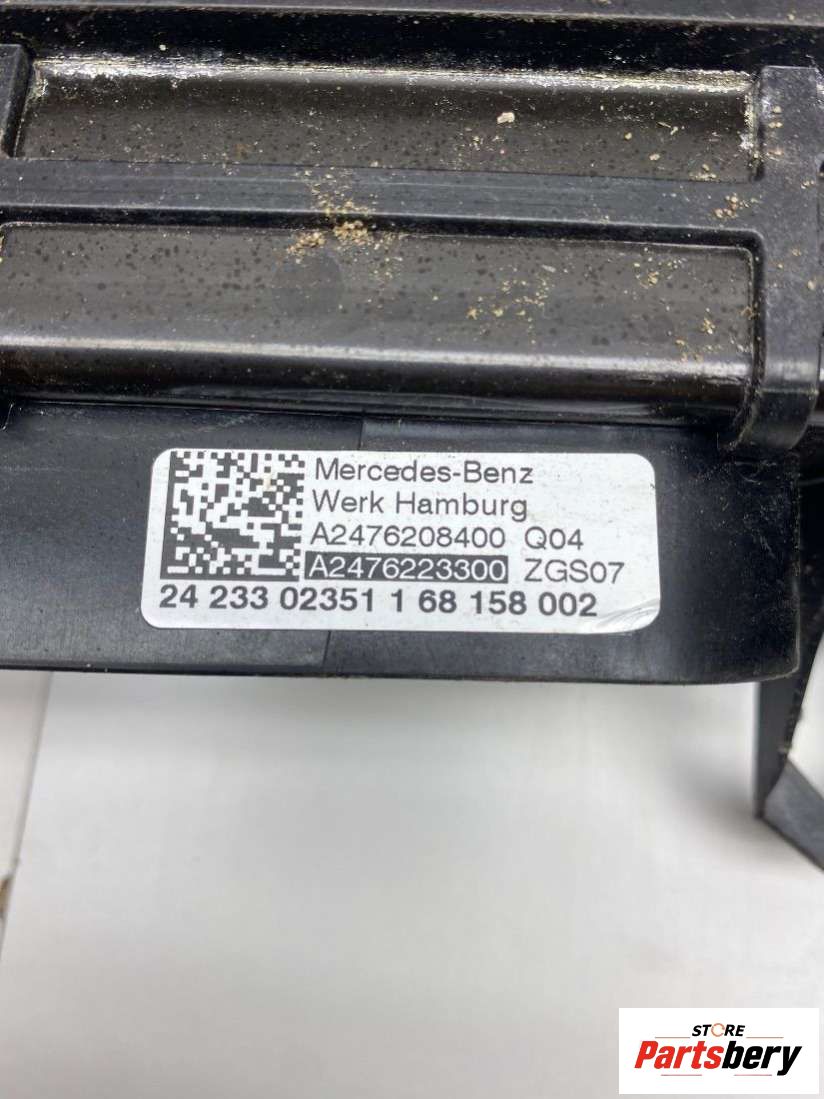 Mercedes-Benz
Werk Hamburg
A2476208400 Q04
A2476223300 ZGS07
24 233 02351 1 68 158 002
STORE
Partsbery